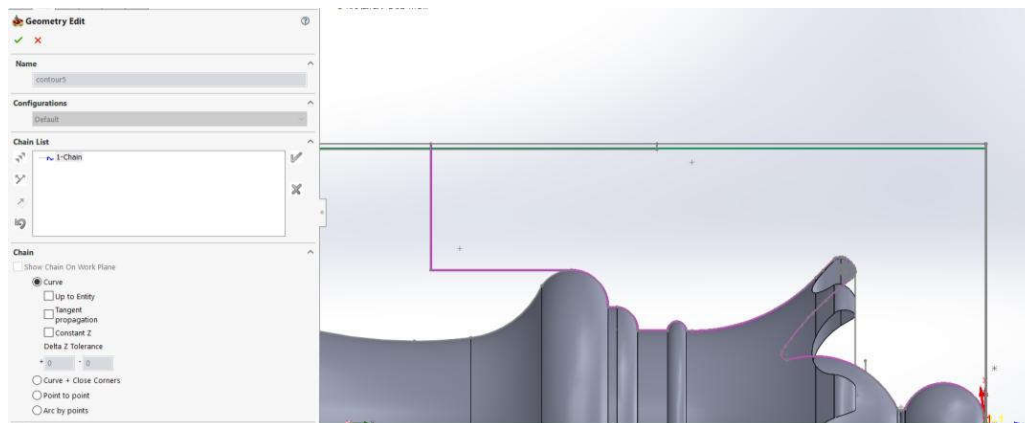 Geometry Edit
Name
contour5
Configurations
Default
Chain List
1-Chain
Chain
Show Chain On Work Plane
Curve
Up to Entity
Tangent
propagation
Constant Z
Delta Z Tolerance
+ 0 - 0
Curve + Close Corners
Point to point
Arc by points